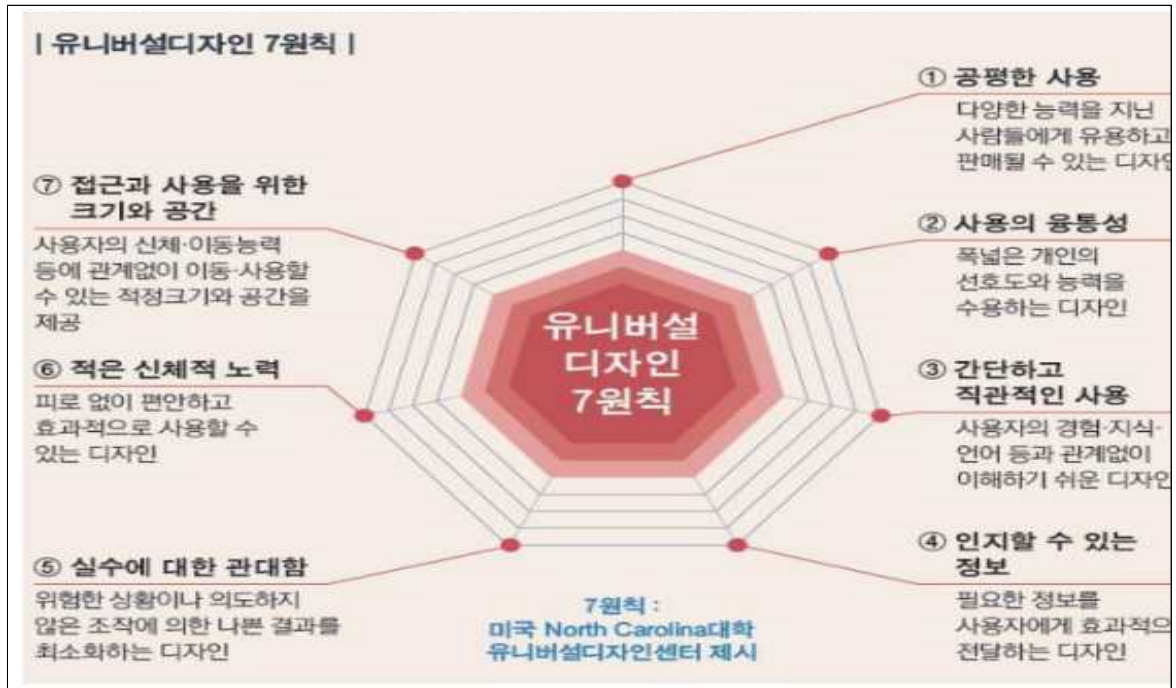 | 유니버설디자인 7원칙 |
① 공평한 사용
다양한 능력을 지닌
사람들에게 유용하고
판매될 수 있는 디자인
② 사용의 융통성
폭넓은 개인의
선호도와 능력을
수용하는 디자인
③ 간단하고
직관적인 사용
사용자의 경험·지식·
언어 등과 관계없이
이해하기 쉬운 디자인
④ 인지할 수 있는
정보
필요한 정보를
사용자에게 효과적으
전달하는 디자인
⑤ 실수에 대한 관대함
위험한 상황이나 의도하지
않은 조작에 의한 나쁜 결과를
최소화하는 디자인
⑥ 적은 신체적 노력
피로 없이 편안하고
효과적으로 사용할 수
있는 디자인
⑦ 접근과 사용을 위한
크기와 공간
사용자의 신체·이동능력
등에 관계없이 이동·사용할
수 있는 적정크기와 공간을
제공
유니버설
디자인
7원칙
7원칙 :
미국 North Carolina대학
유니버설디자인센터 제시